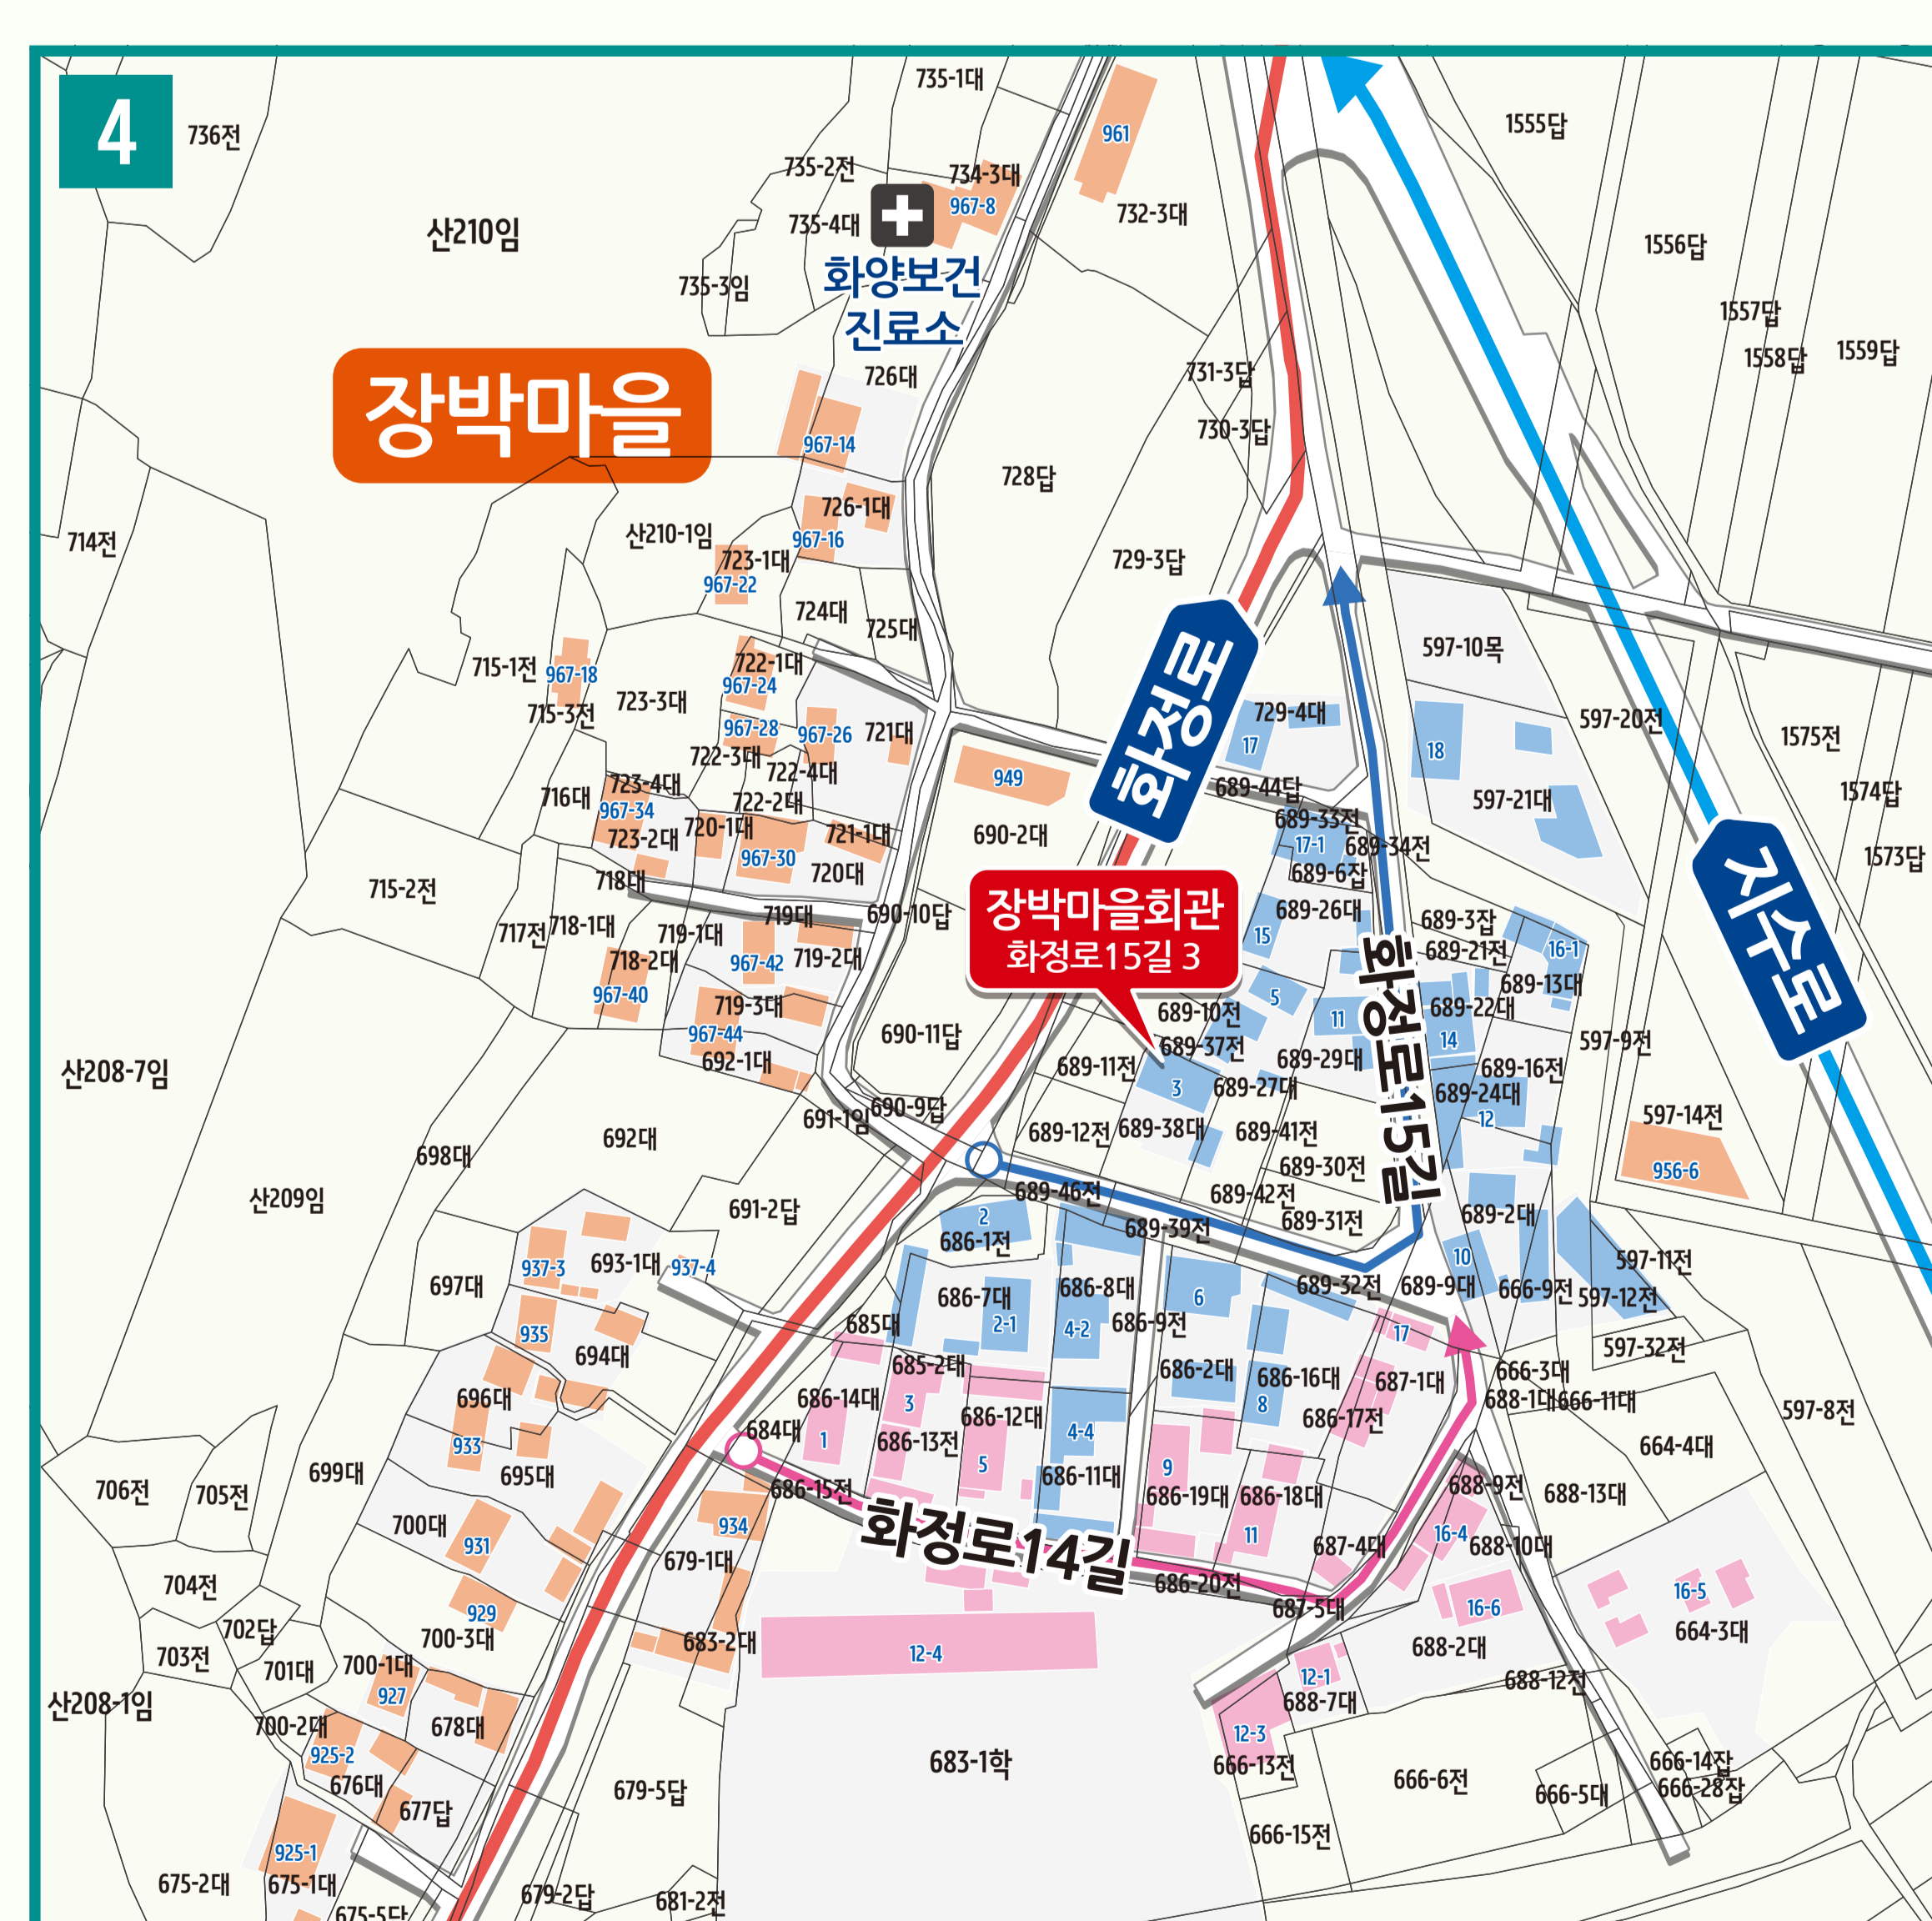 4
736전
735-1대
961
1555답
735-2전
734-3대
967-8
735-4대
732-3대
산210임
1556답
735-3임
화양보건
진료소
1557답
1558답
1559답
726대
731-3답
장박마을
967-14
730-3답
728답
726-1대
714전
산210-1임
967-16
723-1대
967-22
729-3답
724대
725대
597-10목
715-1전
967-18
722-1대
967-24
723-3대
715-3전
967-28
967-26
721대
화정로
729-4대
17
18
597-20전
1575전
722-3대
722-4대
949
723-4대
716대
967-34
722-2대
689-44답
597-21대
1574답
723-2대
720-1대
721-1대
690-2대
689-33전
17-1
689-34전
967-30
1573답
718대
720대
689-6잡
715-2전
719대
690-10답
장박마을회관
화정로15길 3
689-26대
689-3잡
지수로
717전
718-1대
719-1대
15
689-21전
16-1
718-2대
967-42
719-2대
화정로15길
967-40
719-3대
5
689-13대
689-10전
11
689-22대
967-44
690-11답
689-37전
14
597-9전
692-1대
689-11전
689-29대
689-16전
산208-7임
3
689-27대
689-24대
691-1임
690-9답
12
597-14전
692대
689-12전
689-38대
689-41전
698대
689-30전
956-6
산209임
689-46전
689-42전
691-2답
2
689-39전
689-31전
689-2대
686-1전
937-3
693-1대
937-4
10
597-11전
697대
686-7대
686-8대
6
689-32전
689-9대
666-9전
597-12전
935
685대
2-1
4-2
686-9전
17
694대
597-32전
685-2대
686-2대
686-16대
687-1대
666-3대
696대
686-14대
3
8
688-1대
666-11대
597-8전
684대
1
686-12대
4-4
686-17전
933
686-13전
664-4대
695대
5
686-11대
9
699대
706전
705전
686-15전
686-19대
686-18대
688-9전
688-13대
700대
934
화정로14길
11
16-4
931
679-1대
687-4대
688-10대
704전
686-20전
929
687-5대
16-6
16-5
702답
700-3대
683-2대
12-4
688-2대
664-3대
703전
701대
700-1대
927
12-1
688-12전
산208-1임
688-7대
700-2대
678대
12-3
925-2
683-1학
666-13전
666-14잡
676대
679-5답
666-6전
666-5대
666-28잡
677답
666-15전
925-1
675-2대
675-1대
679-2답
681-2전
675-5답